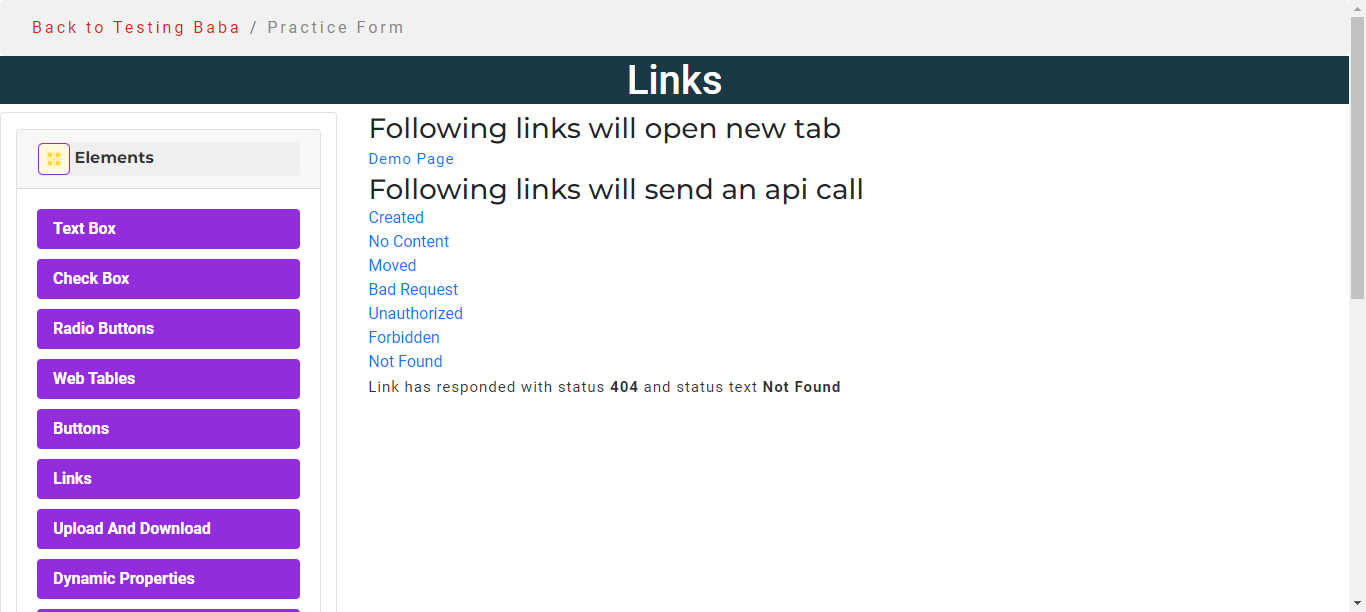 Back to Testing Baba / Practice Form
Links
Elements
Text Box
Check Box
Radio Buttons
Web Tables
Buttons
Links
Upload And Download
Dynamic Properties
Following links will open new tab
Demo Page
Following links will send an api call
Created
No Content
Moved
Bad Request
Unauthorized
Forbidden
Not Found
Link has responded with status 404 and status text Not Found